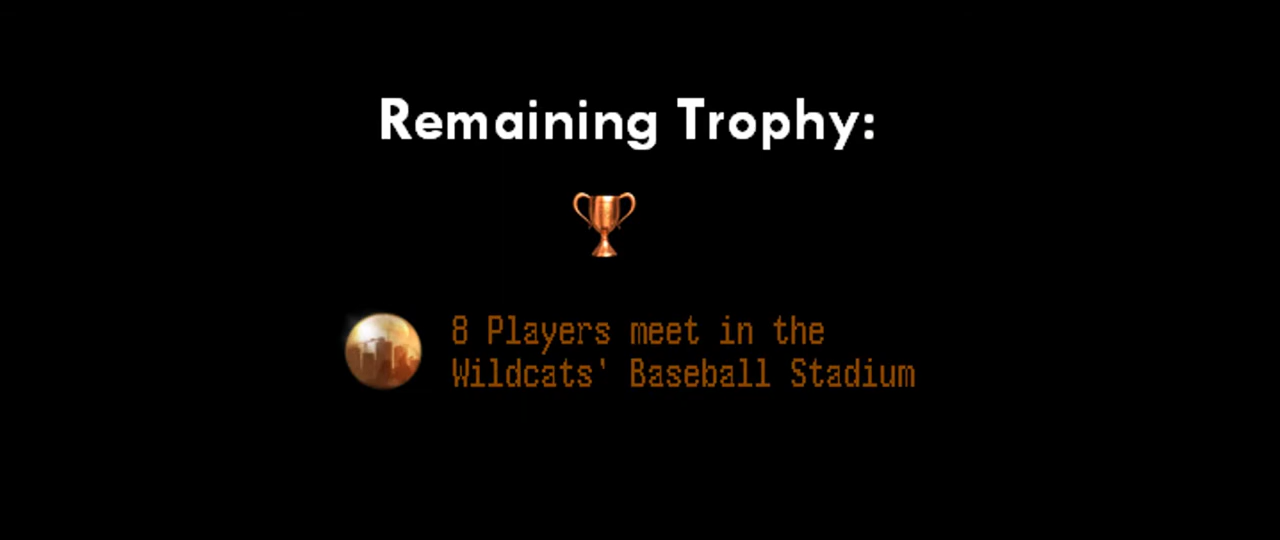 Remaining Trophy:
8 Players meet in the
Wildcats' Baseball Stadium